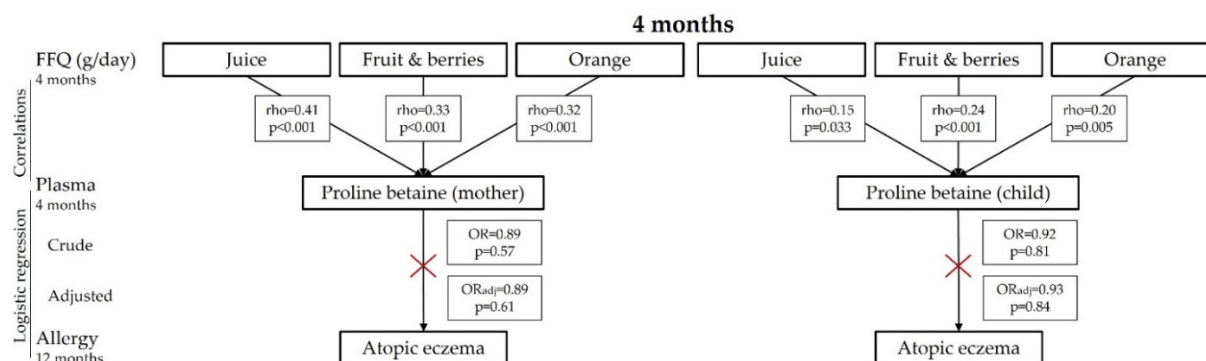 4 months
FFQ (g/day)
4 months
Juice
Fruit & berries
Orange
Juice
Fruit & berries
Orange
Correlations
rho=0.41
p<0.001
rho=0.33
p<0.001
rho=0.32
p<0.001
rho=0.15
p=0.033
rho=0.24
p<0.001
rho=0.20
p=0.005
Plasma
4 months
Proline betaine (mother)
Proline betaine (child)
Logistic regression
Crude
OR=0.89
p=0.57
OR=0.92
p=0.81
Adjusted
ORadj=0.89
p=0.61
ORadj=0.93
p=0.84
Allergy
12 months
Atopic eczema
Atopic eczema